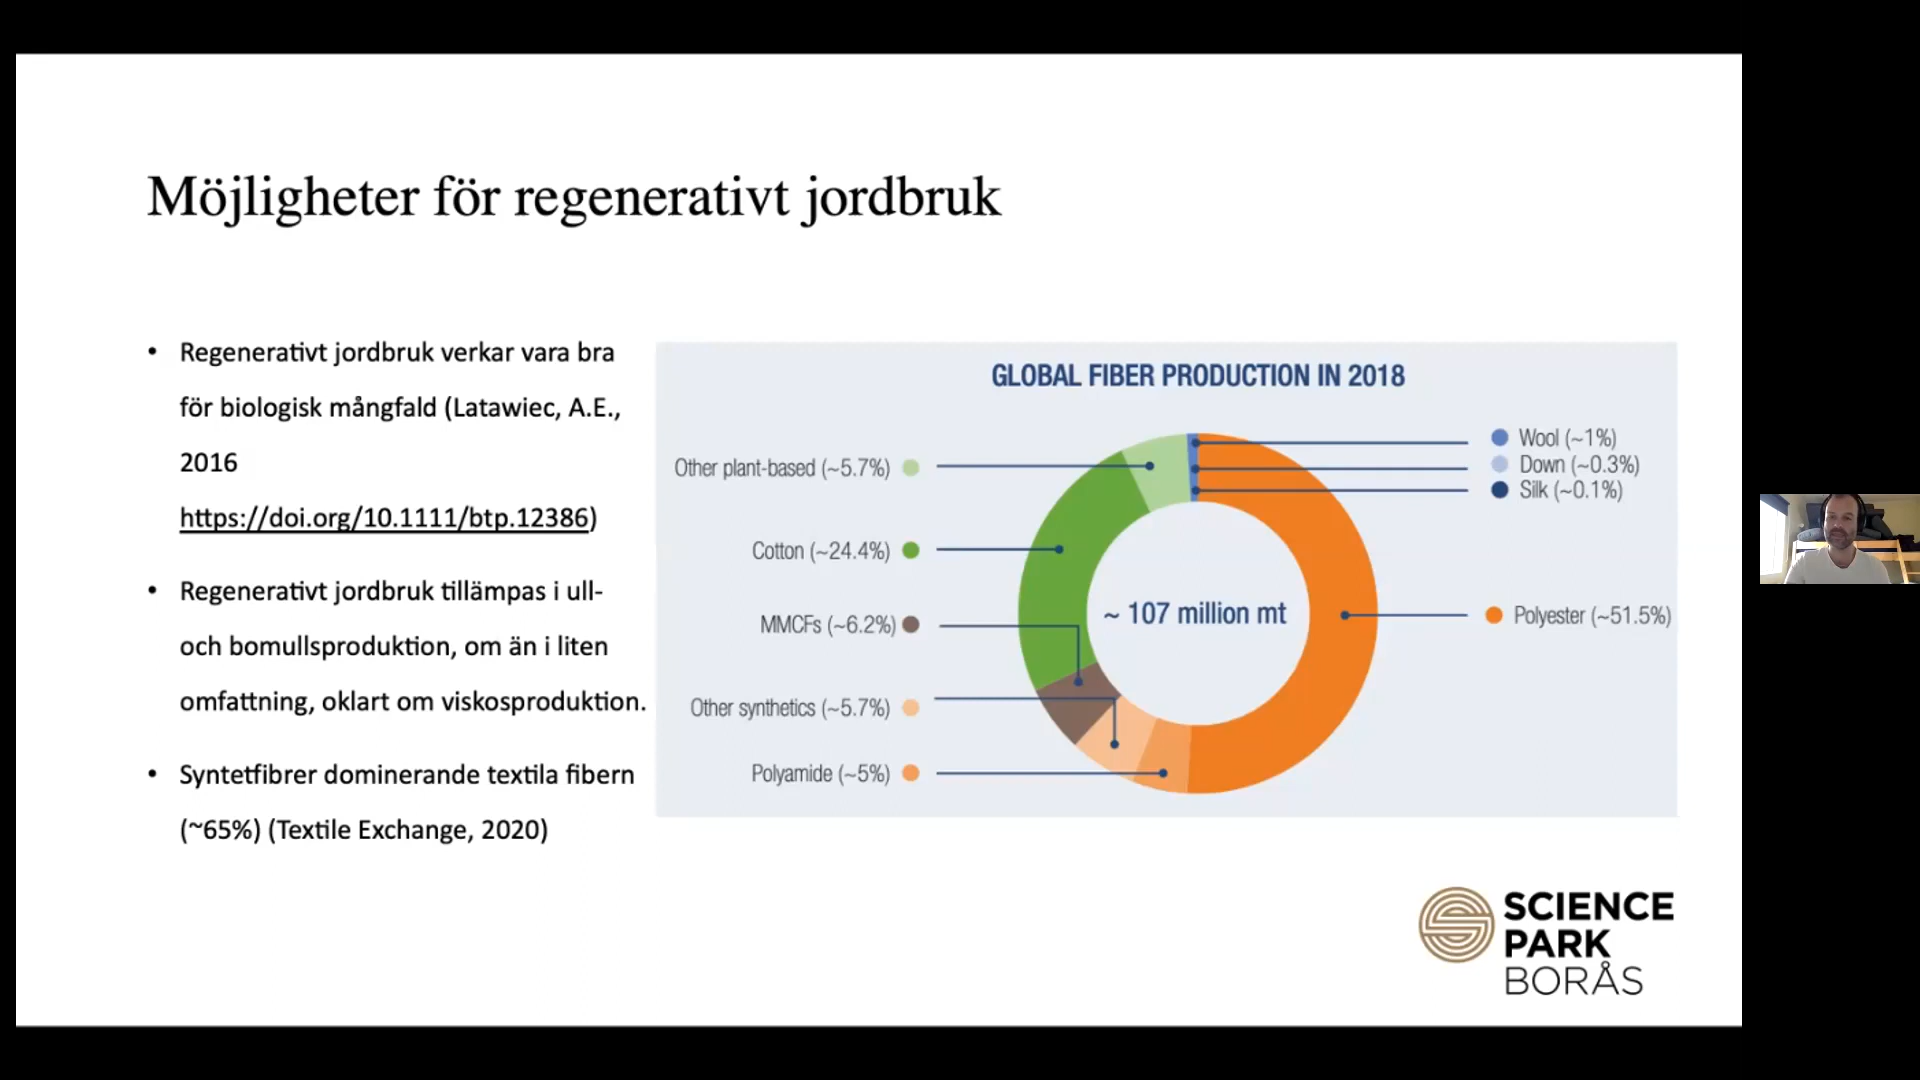 Möjligheter för regenerativt jordbruk
• Regenerativt jordbruk verkar vara bra
för biologisk mångfald (Latawiec, A.E.,
2016
https://doi.org/10.1111/btp.12386)
• Regenerativt jordbruk tillämpas i ull-
och bomullsproduktion, om än i liten
omfattning, oklart om viskosproduktion.
• Syntetfibrer dominerande textila fibern
(~65%) (Textile Exchange, 2020)
GLOBAL FIBER PRODUCTION IN 2018
Other plant-based (~5.7%)
Cotton (~24.4%)
MMCFs (~6.2%)
Other synthetics (~5.7%)
Polyamide (~5%)
~ 107 million mt
Wool (~1%)
Down (~0.3%)
Silk (~0.1%)
Polyester (~51.5%)
SCIENCE
PARK
BORÅS